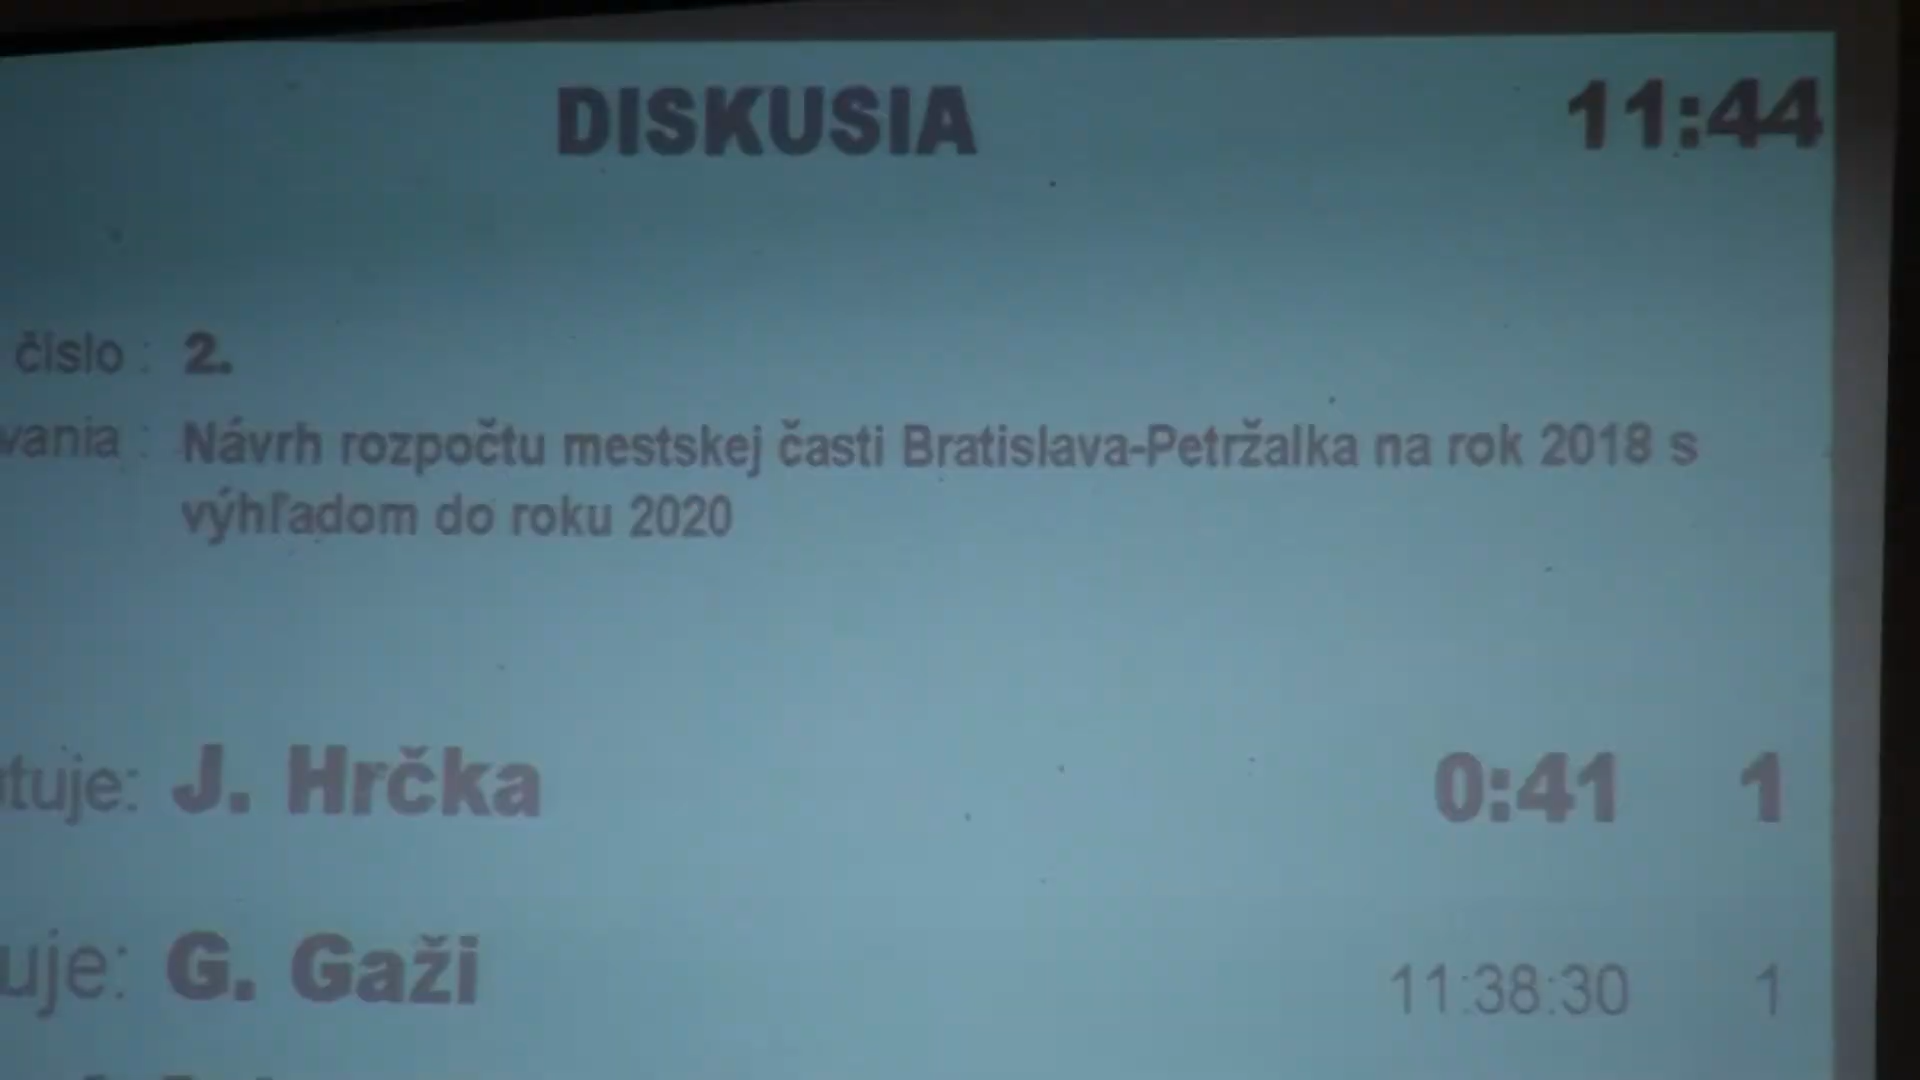 DISKUSIA 11:44
číslo : 2.
vania : Návrh rozpočtu mestskej časti Bratislava-Petržalka na rok 2018 s
výhľadom do roku 2020
tuje: J. Hrčka 0:41 1
uje: G. Gaži 11:38:30 1